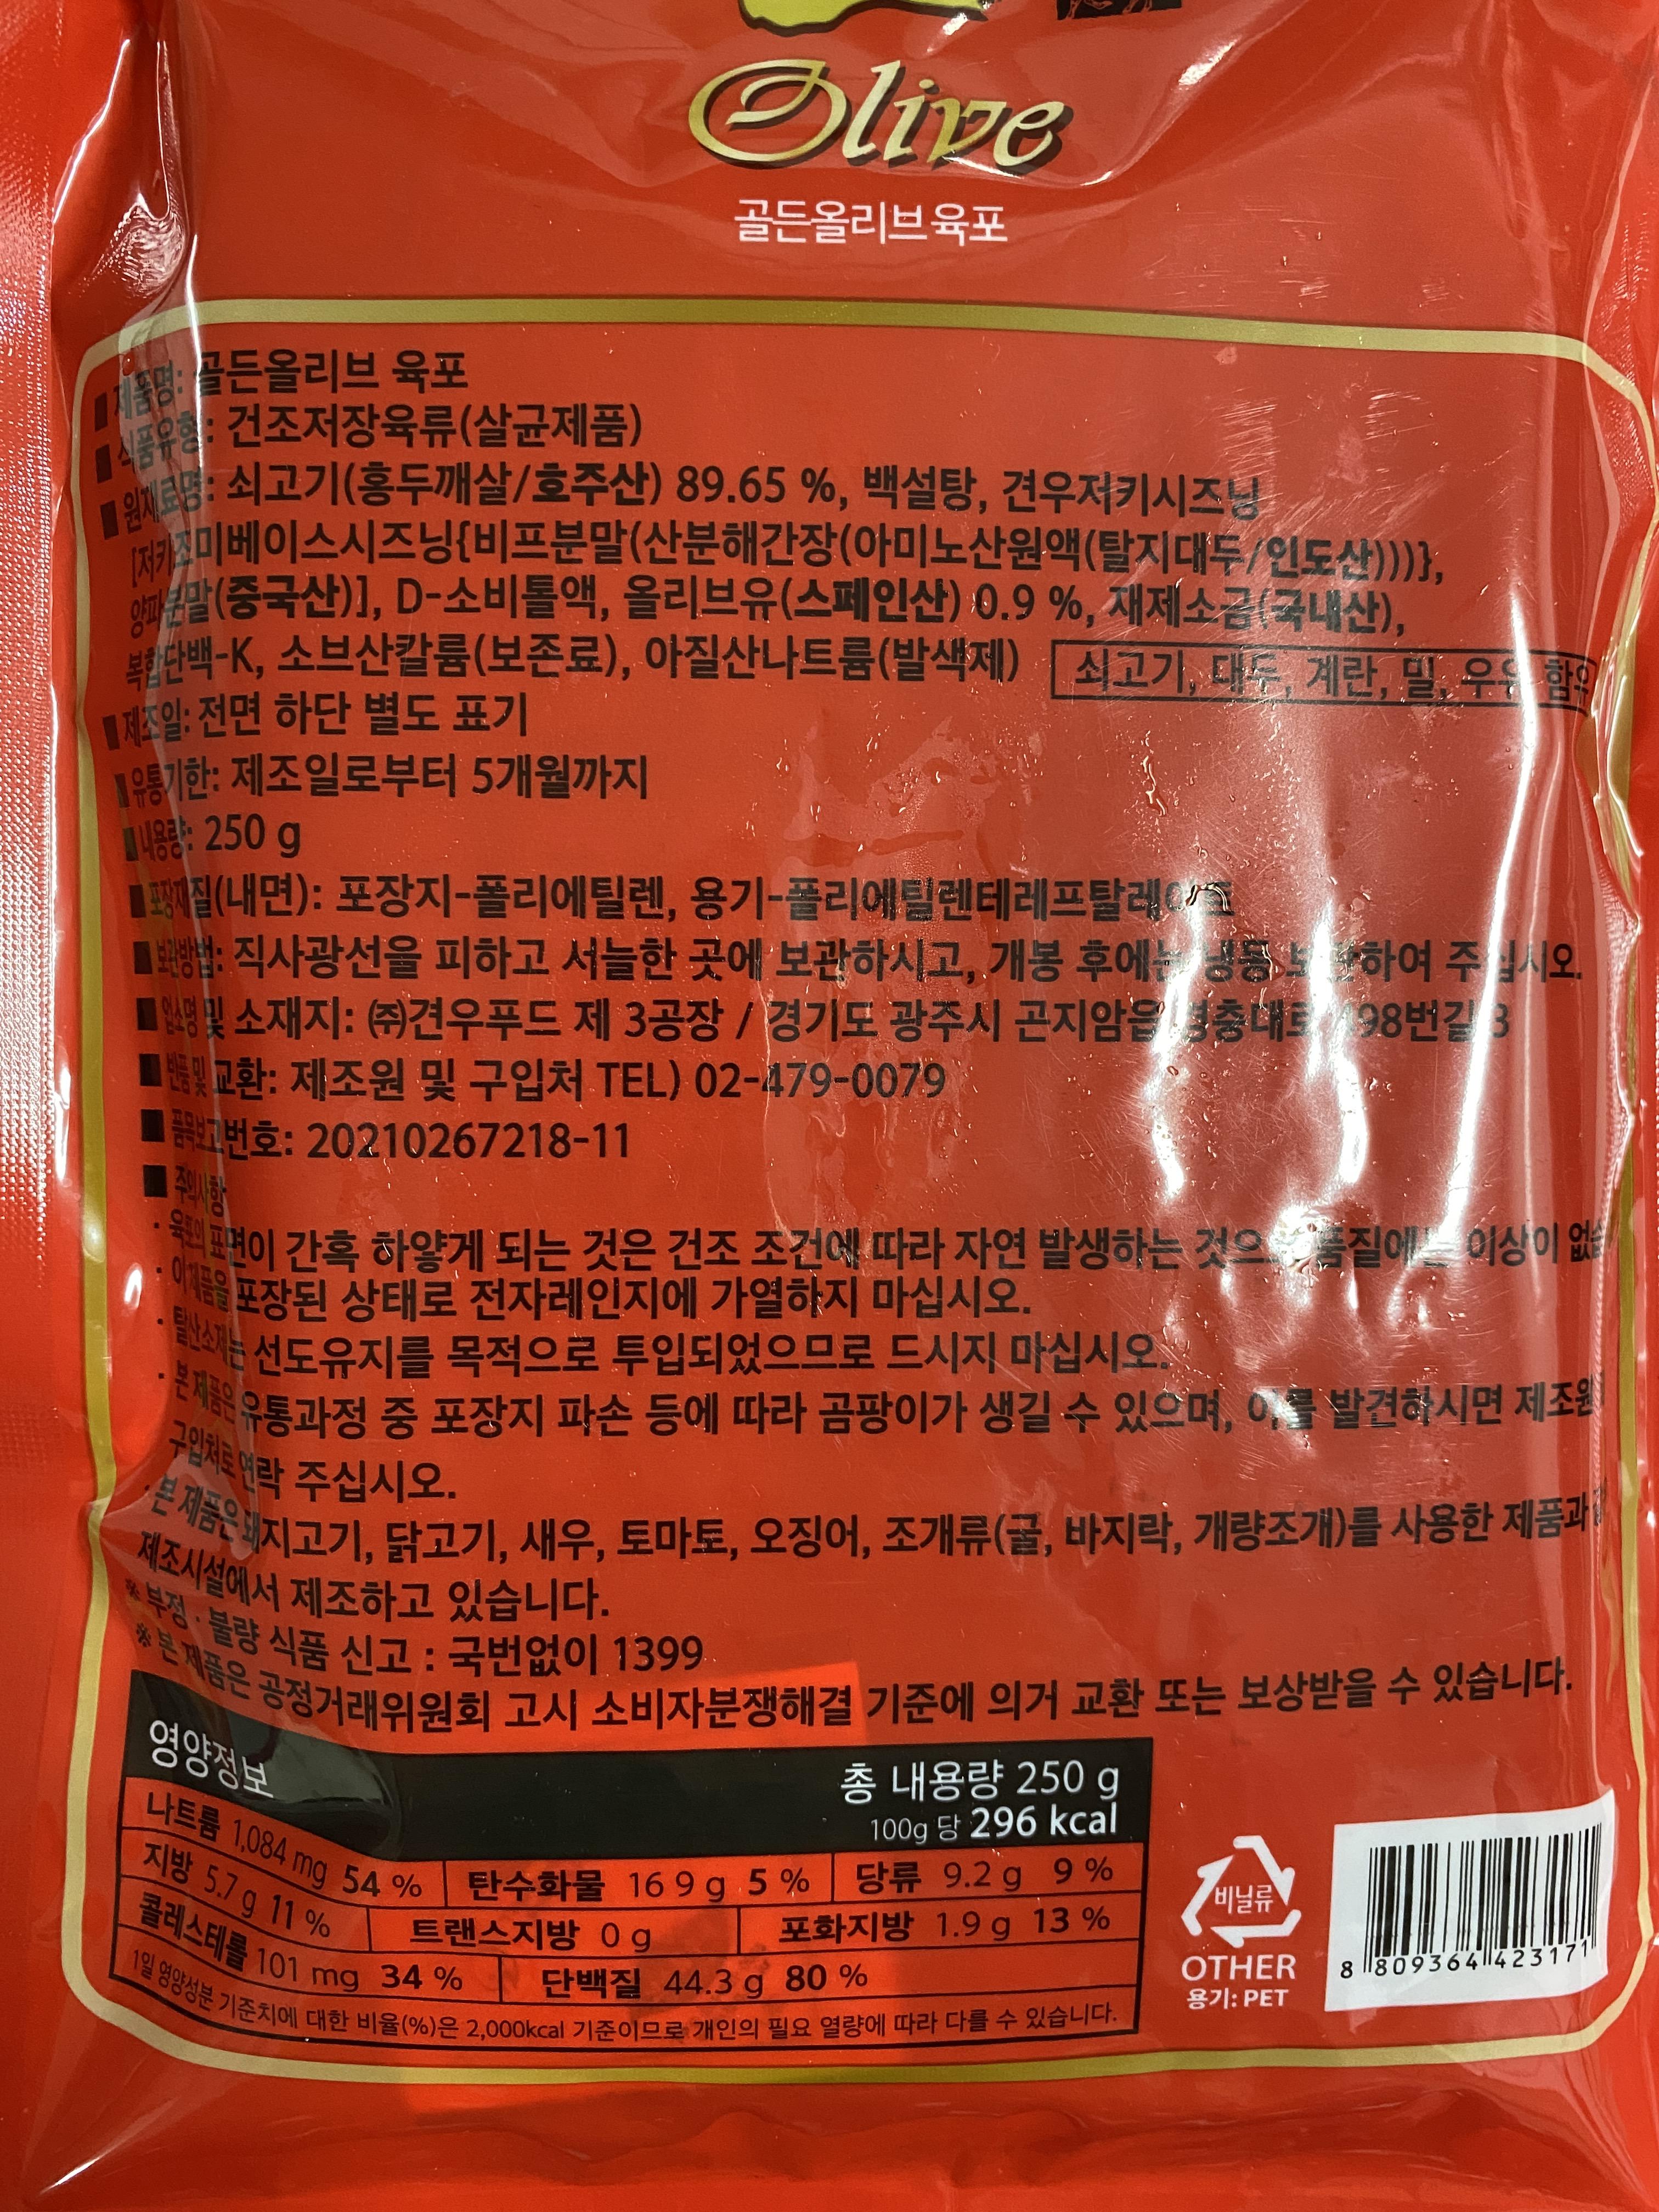 Olive
골든올리브육포
■ 제품명: 골든올리브 육포
■ 식품유형: 건조저장육류(살균제품)
■ 원재료명: 쇠고기(홍두깨살/호주산) 89.65 %, 백설탕, 견우저키시즈닝
[저키조미베이스시즈닝{비프분말(산분해간장(아미노산원액(탈지대두/인도산)))},
양파분말(중국산)], D-소비톨액, 올리브유(스페인산) 0.9 %, 재제소금(국내산),
복합단백-K, 소브산칼륨(보존료), 아질산나트륨(발색제) 쇠고기, 대두, 계란, 밀, 우유 함유
■ 제조일: 전면 하단 별도 표기
■ 유통기한: 제조일로부터 5개월까지
■ 내용량: 250 g
■ 포장재질(내면): 포장지-폴리에틸렌, 용기-폴리에틸렌테레프탈레이트
■ 보관방법: 직사광선을 피하고 서늘한 곳에 보관하시고, 개봉 후에는 냉동 보관하여 주십시오.
■ 업소명 및 소재지: ㈜견우푸드 제 3공장 / 경기도 광주시 곤지암읍 경충대로
■ 반품 및 교환: 제조원 및 구입처 TEL) 02-479-0079
■ 품목보고번호: 20210267218-11
■ 주의사항
· 육포의 표면이 간혹 하얗게 되는 것은 건조 조건에 따라 자연 발생하는 것으로 품질에는 이상이
· 이 제품을 포장된 상태로 전자레인지에 가열하지 마십시오.
· 탈산소제는 선도유지를 목적으로 투입되었으므로 드시지 마십시오.
· 본 제품은 유통과정 중 포장지 파손 등에 따라 곰팡이가 생길 수 있으며, 이를 발견하시면 제조원
구입처로 연락 주십시오.
· 본 제품은 돼지고기, 닭고기, 새우, 토마토, 오징어, 조개류(굴, 바지락, 개량조개)를 사용한 제품과
제조시설에서 제조하고 있습니다.
※ 부정·불량 식품 신고 : 국번없이 1399
※ 본 제품은 공정거래위원회 고시 소비자분쟁해결 기준에 의거 교환 또는 보상받을 수 있습니다.
영양정보 총 내용량 250 g
100g 당 296 kcal
나트륨 1,084 mg 54 % 탄수화물 16.9 g 5 % 당류 9.2 g 9 %
지방 5.7 g 11 % 트랜스지방 0 g 포화지방 1.9 g 13 %
콜레스테롤 101 mg 34 % 단백질 44.3 g 80 %
1일 영양성분 기준치에 대한 비율(%)은 2,000kcal 기준이므로 개인의 필요 열량에 따라 다를 수 있습니다.
비닐류
OTHER
용기: PET
8 809364 423171